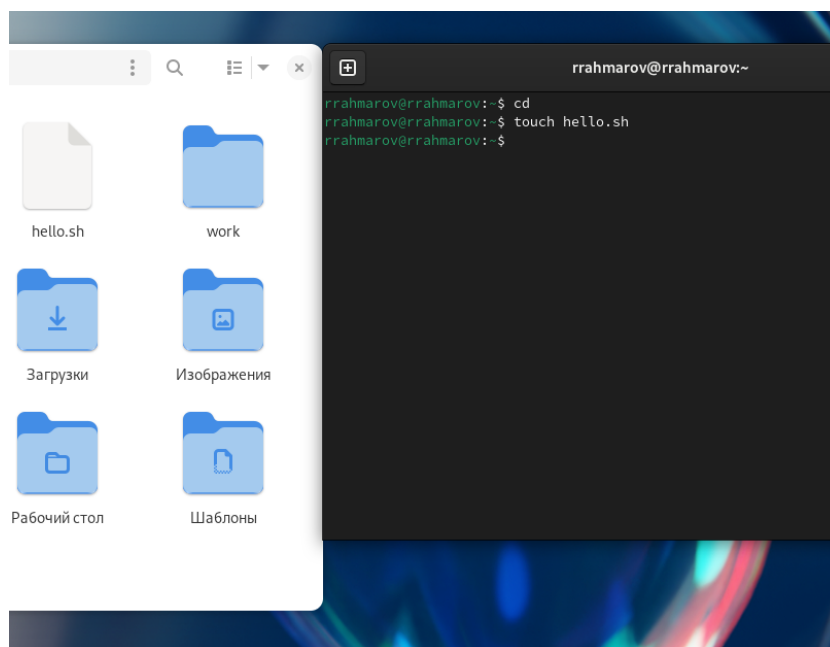 hello.sh
work
Загрузки
Изображения
Рабочий стол
Шаблоны
rrahmarov@rrahmarov:~
rrahmarov@rrahmarov:~$ cd
rrahmarov@rrahmarov:~$ touch hello.sh
rrahmarov@rrahmarov:~$